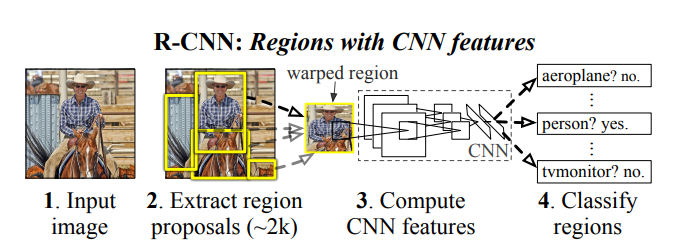 R-CNN: Regions with CNN features
warped region
aeroplane? no.
⋮
person? yes.
⋮
tvmonitor? no.
CNN
1. Input
image
2. Extract region
proposals (~2k)
3. Compute
CNN features
4. Classify
regions